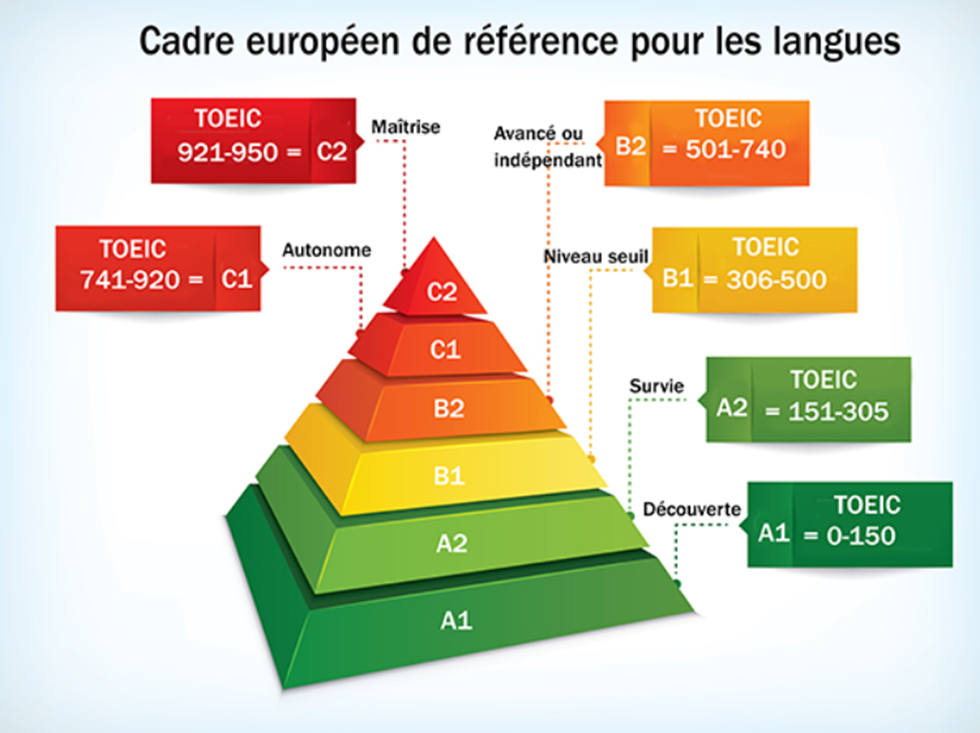 Cadre européen de référence pour les langues
TOEIC
921-950 = C2
Maîtrise
Avancé ou
indépendant
TOEIC
B2 = 501-740
TOEIC
741-920 = C1
Autonome
Niveau seuil
TOEIC
B1 = 306-500
C2
C1
B2
B1
A2
A1
Survie
TOEIC
A2 = 151-305
Découverte
TOEIC
A1 = 0-150